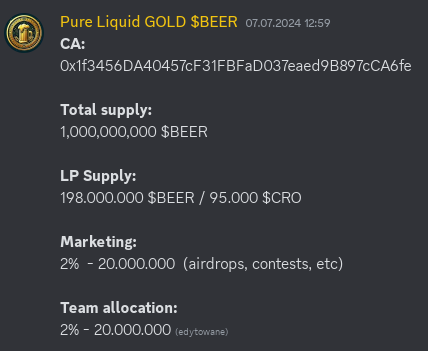 Pure Liquid GOLD $BEER 07.07.2024 12:59
CA:
0x1f3456DA40457cF31FBFaD037eaed9B897cCA6fe
Total supply:
1,000,000,000 $BEER
LP Supply:
198.000.000 $BEER / 95.000 $CRO
Marketing:
2% - 20.000.000 (airdrops, contests, etc)
Team allocation:
2% - 20.000.000 (edytowane)